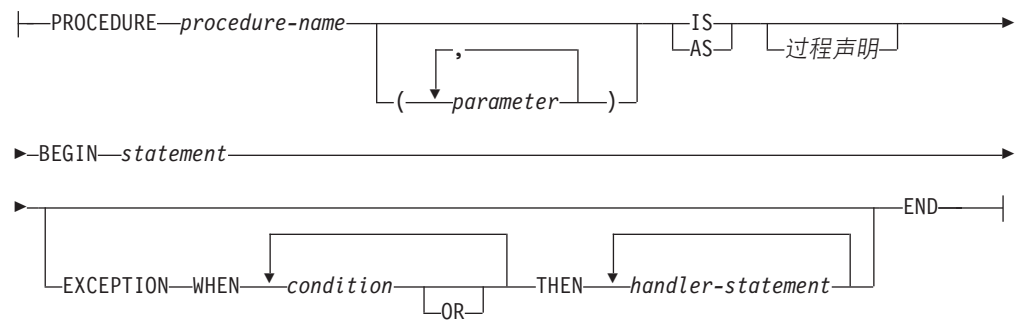 PROCEDURE procedure-name IS
, AS 过程声明
( parameter )
BEGIN statement
END
EXCEPTION WHEN condition THEN handler-statement
OR